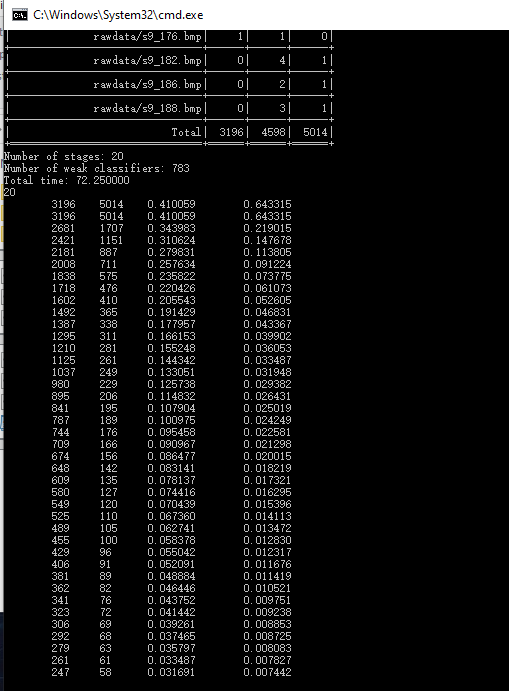 C:\Windows\System32\cmd.exe
rawdata/s9_176.bmp| 1| 1| 0|
rawdata/s9_182.bmp| 0| 4| 1|
rawdata/s9_186.bmp| 0| 2| 1|
rawdata/s9_188.bmp| 0| 3| 1|
Total| 3196| 4598| 5014|
Number of stages: 20
Number of weak classifiers: 783
Total time: 72.250000
20
3196 5014 0.410059 0.643315
3196 5014 0.410059 0.643315
2681 1707 0.343983 0.219015
2421 1151 0.310624 0.147678
2181 887 0.279831 0.113805
2008 711 0.257634 0.091224
1838 575 0.235822 0.073775
1718 476 0.220426 0.061073
1602 410 0.205543 0.052605
1492 365 0.191429 0.046831
1387 338 0.177957 0.043367
1295 311 0.166153 0.039902
1210 281 0.155248 0.036053
1125 261 0.144342 0.033487
1037 249 0.133051 0.031948
980 229 0.125738 0.029382
895 206 0.114832 0.026431
841 195 0.107904 0.025019
787 189 0.100975 0.024249
744 176 0.095458 0.022581
709 166 0.090967 0.021298
674 156 0.086477 0.020015
648 142 0.083141 0.018219
609 135 0.078137 0.017321
580 127 0.074416 0.016295
549 120 0.070439 0.015396
525 110 0.067360 0.014113
489 105 0.062741 0.013472
455 100 0.058378 0.012830
429 96 0.055042 0.012317
406 91 0.052091 0.011676
381 89 0.048884 0.011419
362 82 0.046446 0.010521
341 76 0.043752 0.009751
323 72 0.041442 0.009238
306 69 0.039261 0.008853
292 68 0.037465 0.008725
279 63 0.035797 0.008083
261 61 0.033487 0.007827
247 58 0.031691 0.007442